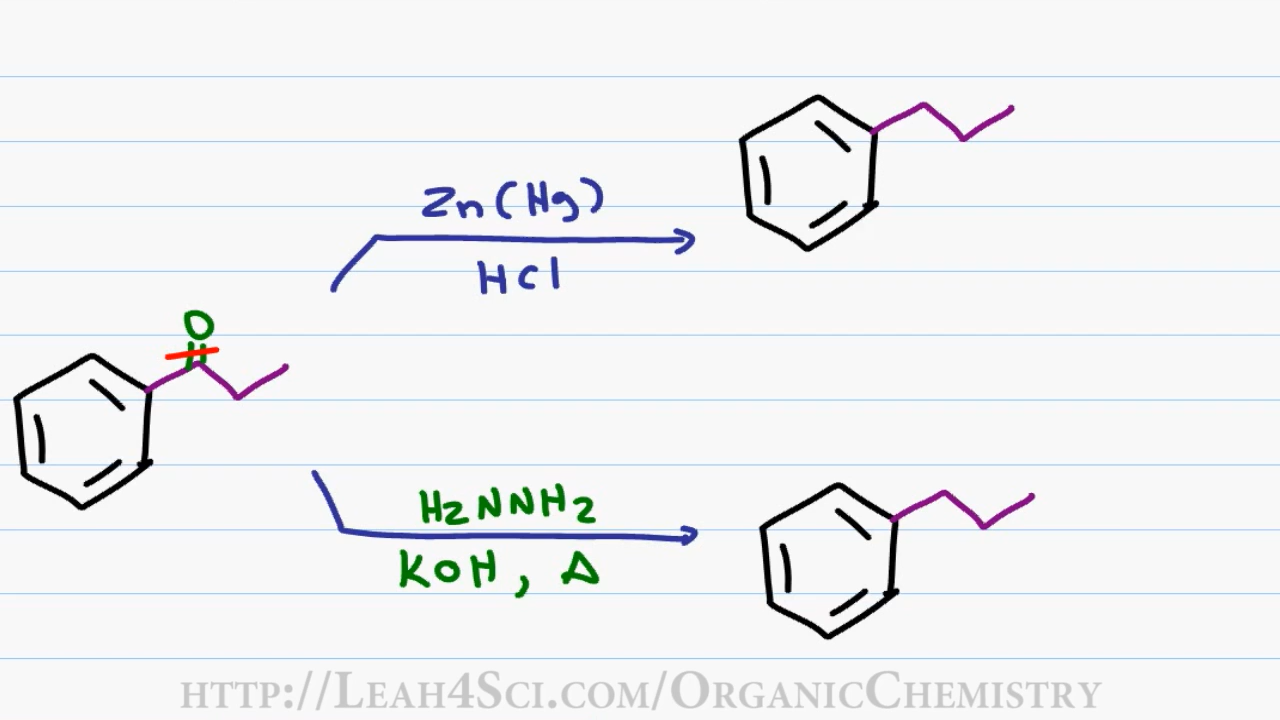 Zn(Hg)
HCl
O
H2NNH2
KOH, Δ
http://Leah4Sci.com/OrganicChemistry